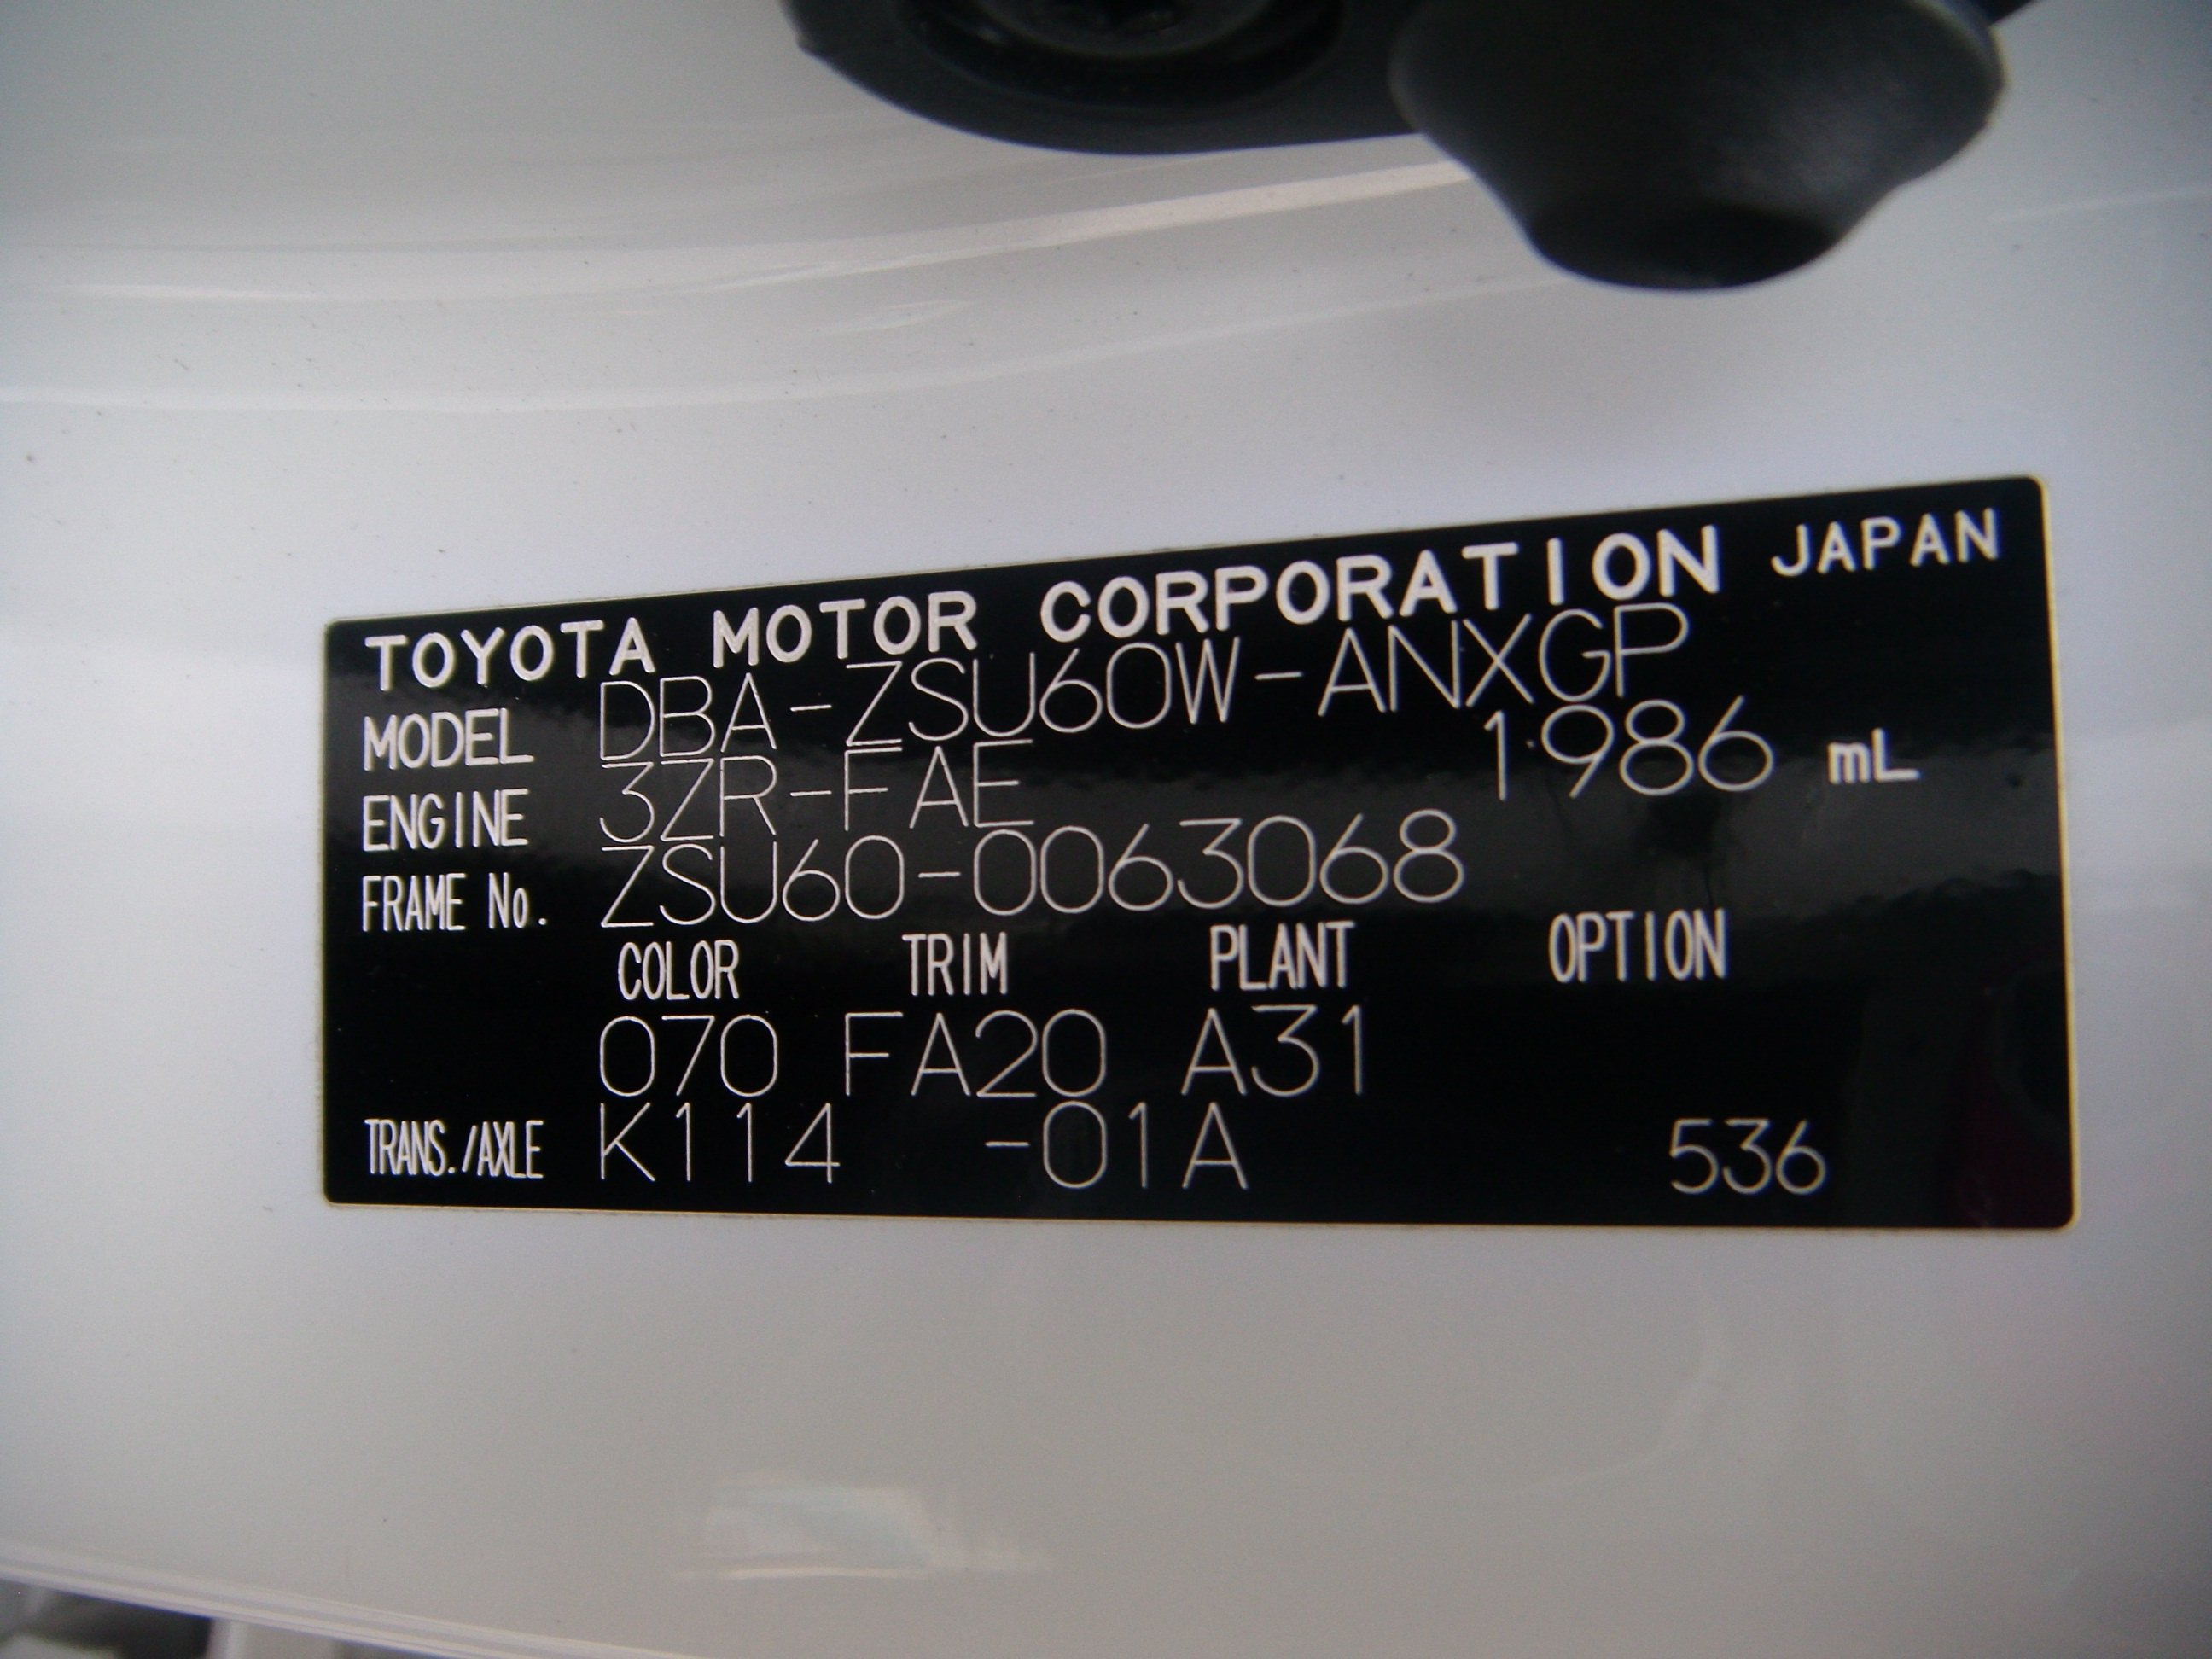 TOYOTA MOTOR CORPORATION JAPAN
MODEL DBA-ZSU60W-ANXGP
ENGINE 3ZR-FAE 1986 mL
FRAME No. ZSU60-0063068
COLOR TRIM PLANT OPTION
070 FA20 A31
TRANS./AXLE K114 -01A 536